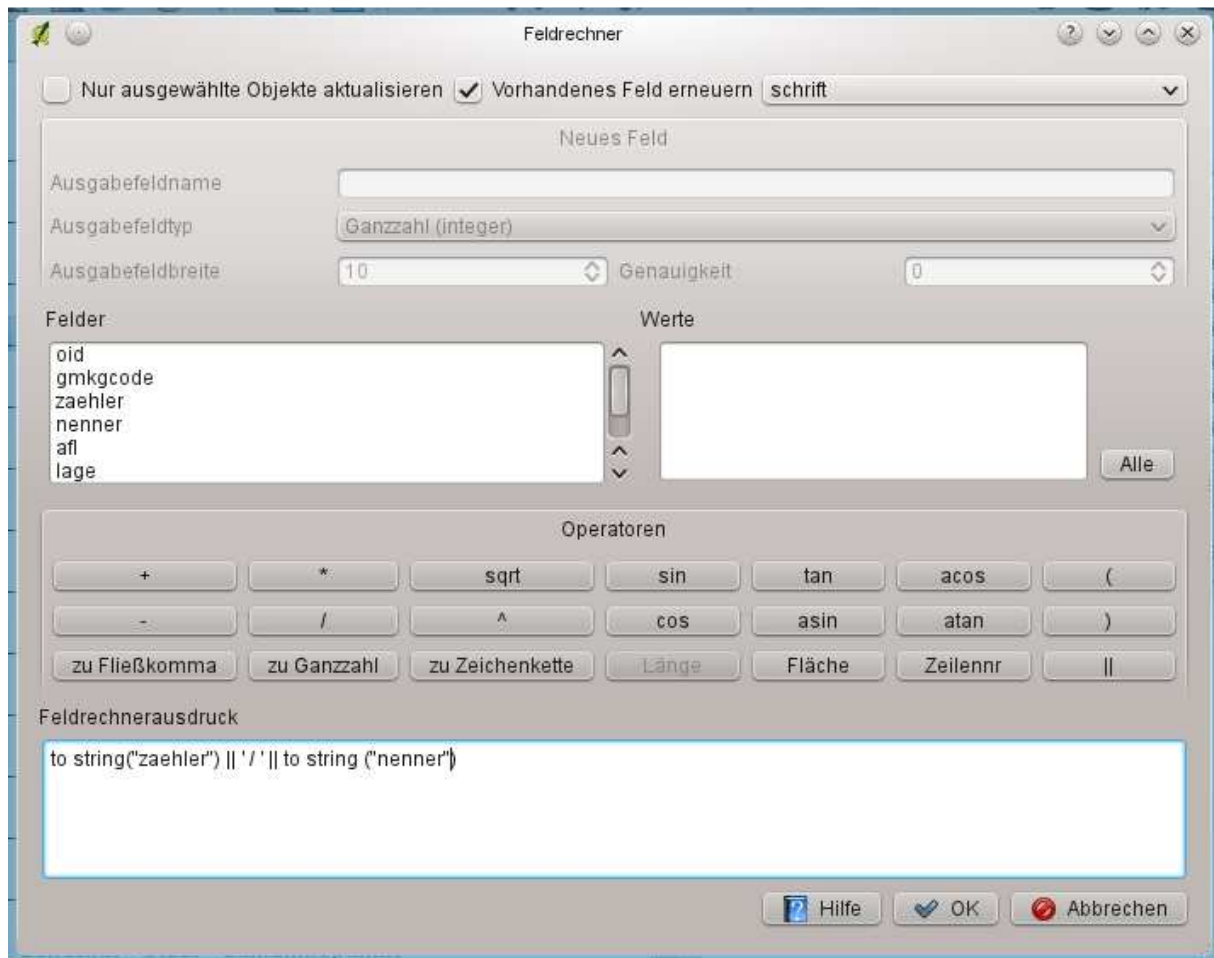 Feldrechner
Nur ausgewählte Objekte aktualisieren Vorhandenes Feld erneuern schrift
Neues Feld
Ausgabefeldname
Ausgabefeldtyp Ganzzahl (integer)
Ausgabefeldbreite 10 Genauigkeit 0
Felder Werte
oid
gmkgcode
zaehler
nenner
afl
lage
Alle
Operatoren
+ * sqrt sin tan acos (
- / ^ cos asin atan )
zu Fließkomma zu Ganzzahl zu Zeichenkette Länge Fläche Zeilennr ||
Feldrechnerausdruck
to string("zaehler") || ' / ' || to string ("nenner")
Hilfe OK Abbrechen